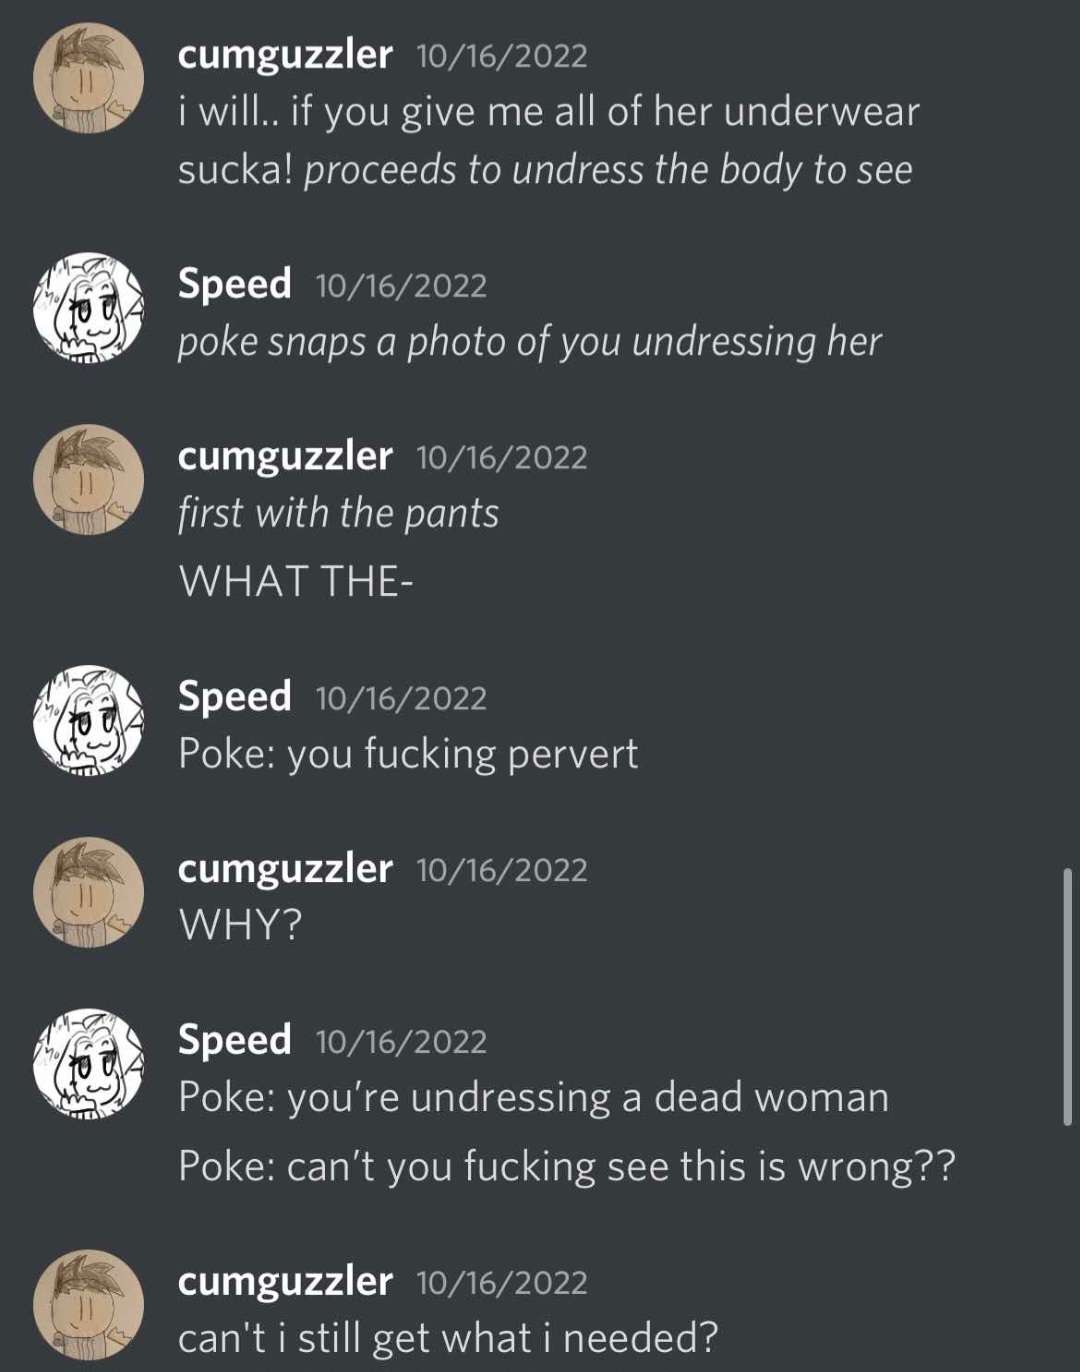 cumguzzler 10/16/2022
i will.. if you give me all of her underwear
sucka! proceeds to undress the body to see
Speed 10/16/2022
poke snaps a photo of you undressing her
cumguzzler 10/16/2022
first with the pants
WHAT THE-
Speed 10/16/2022
Poke: you fucking pervert
cumguzzler 10/16/2022
WHY?
Speed 10/16/2022
Poke: you’re undressing a dead woman
Poke: can’t you fucking see this is wrong??
cumguzzler 10/16/2022
can't i still get what i needed?